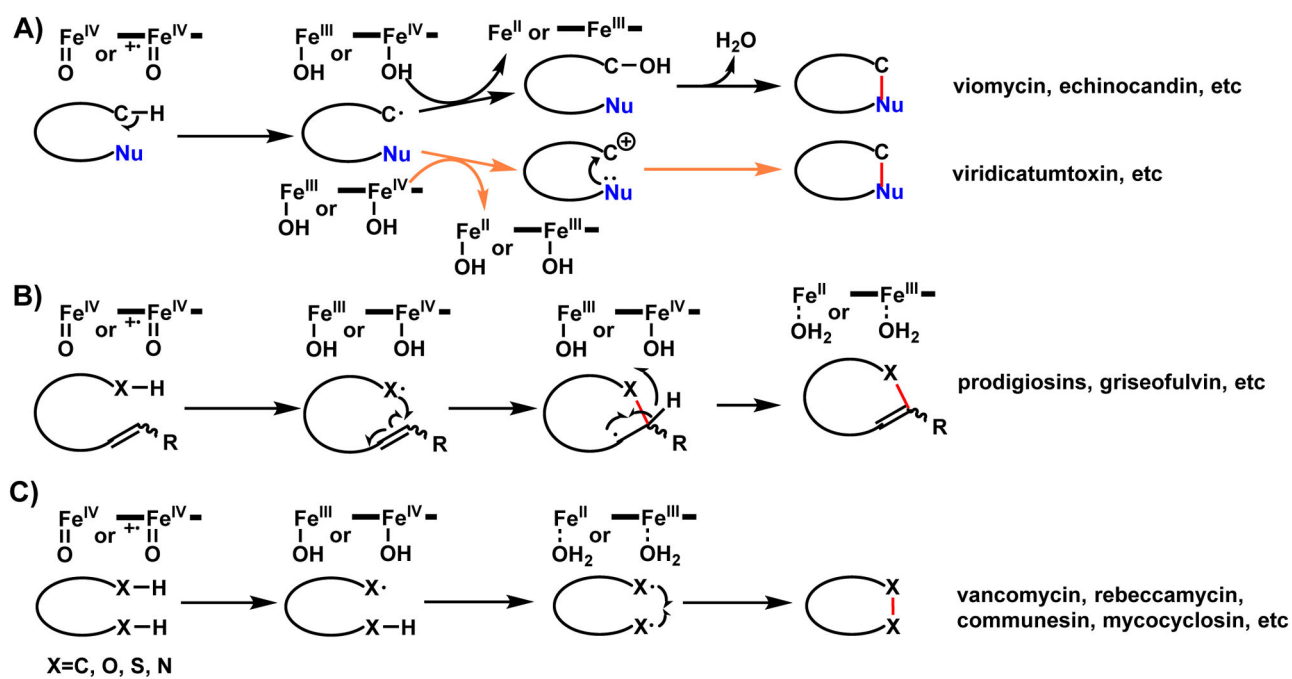 A)
Fe^IV or Fe^IV
O +• O
C–H
Nu
Fe^III or Fe^IV
OH OH
C•
Nu
Fe^III or Fe^IV
OH OH
Fe^II or Fe^III
C–OH
Nu
H2O
C
Nu
viomycin, echinocandin, etc
C⊕
Nu
Fe^II or Fe^III
OH OH
C
Nu
viridicatumtoxin, etc
B)
Fe^IV or Fe^IV
O +• O
X–H
R
Fe^III or Fe^IV
OH OH
X•
R
Fe^III or Fe^IV
OH OH
X
H
R
Fe^II or Fe^III
OH2 OH2
X
R
prodigiosins, griseofulvin, etc
C)
Fe^IV or Fe^IV
O +• O
X–H
X–H
X=C, O, S, N
Fe^III or Fe^IV
OH OH
X•
X–H
Fe^II or Fe^III
OH2 OH2
X•
X•
X
X
vancomycin, rebeccamycin,
communesin, mycocyclosin, etc